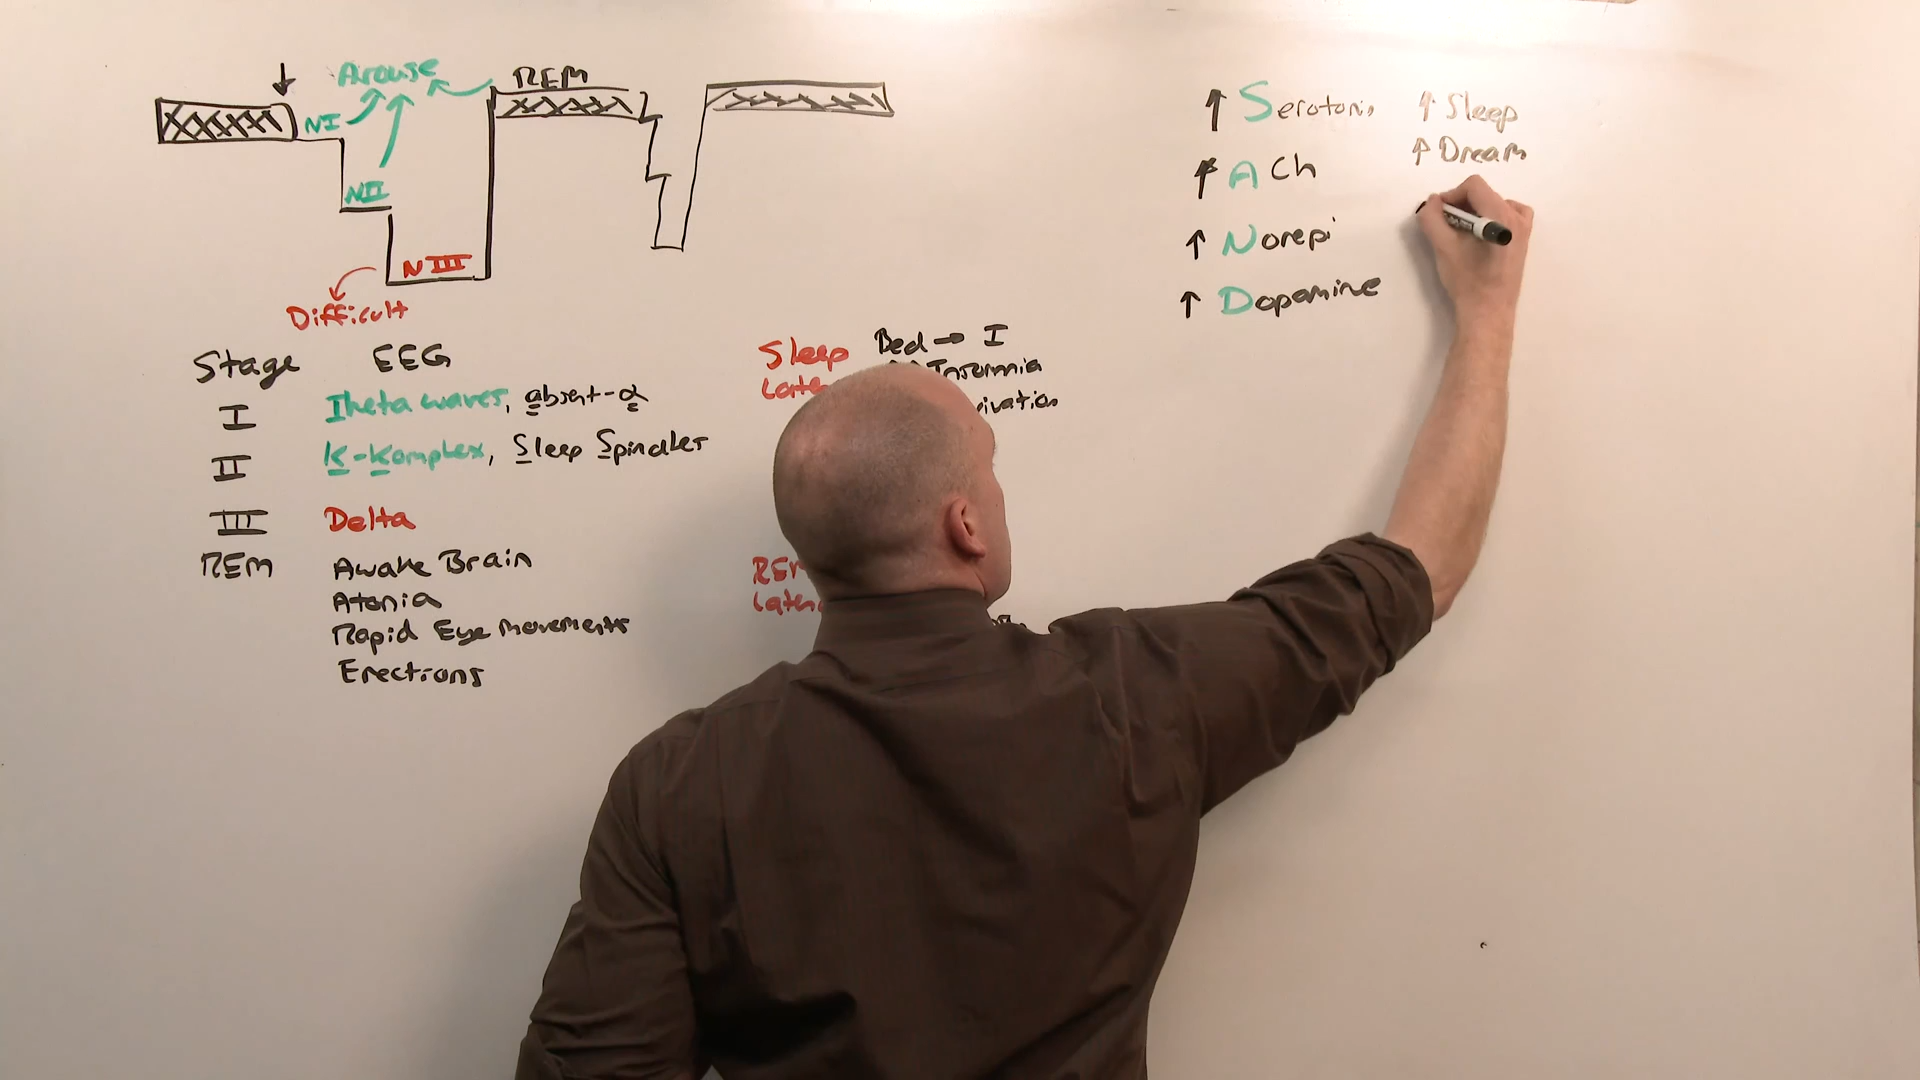 Arouse
REM
NI
NII
NIII
Difficult
Stage EEG
I Theta waves, absent-α
II K-Komplex, Sleep Spindles
III Delta
REM Awake Brain
Atonia
Rapid Eye Movements
Erections
Sleep Bed → I
Insomnia
↑ Serotonin ↑ Sleep
↑ ACh ↑ Dream
↑ Norepi
↑ Dopamine